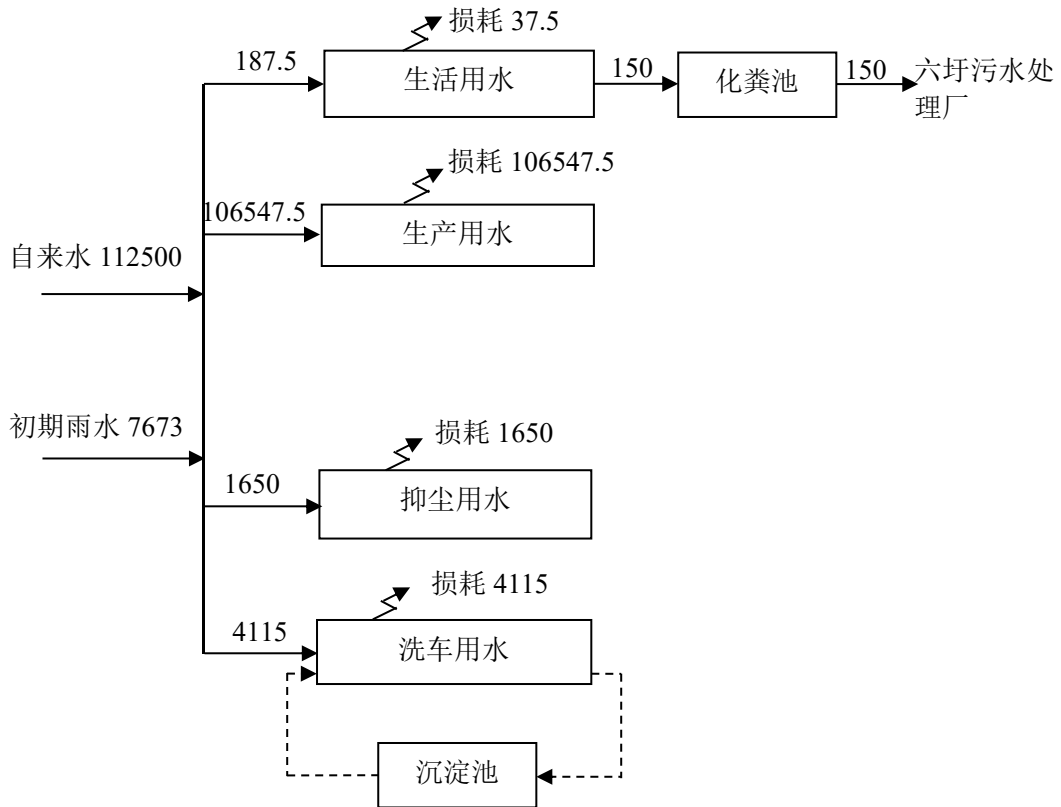 损耗 37.5
187.5
生活用水
150
化粪池
150
六圩污水处
理厂
损耗 106547.5
106547.5
生产用水
自来水 112500
初期雨水 7673
损耗 1650
1650
抑尘用水
损耗 4115
4115
洗车用水
沉淀池